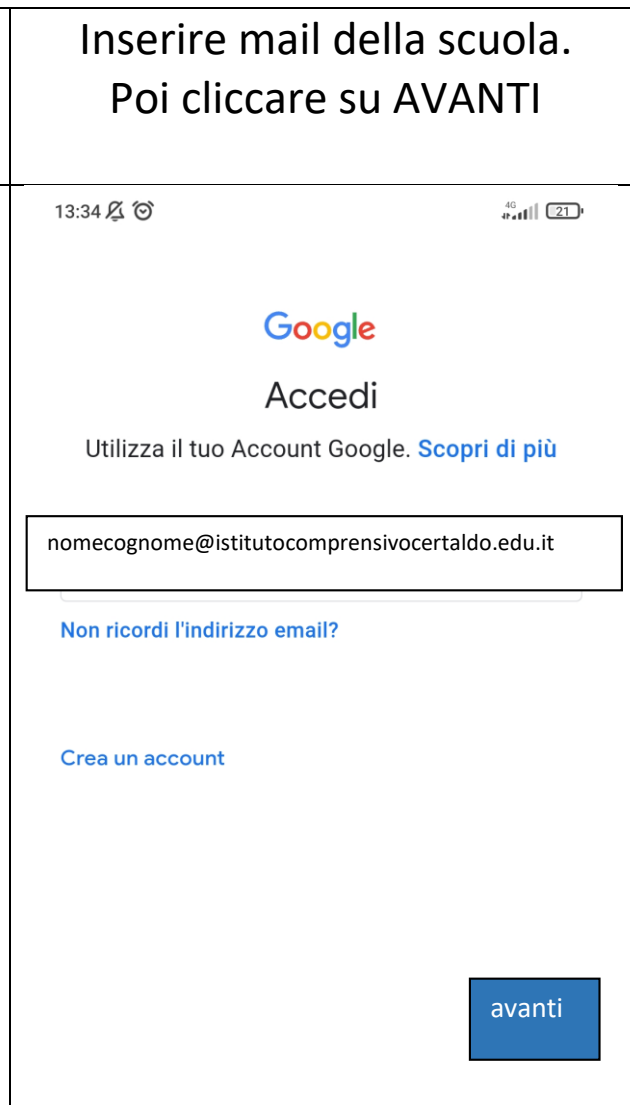 Inserire mail della scuola.
Poi cliccare su AVANTI
13:34
4G
21
Google
Accedi
Utilizza il tuo Account Google. Scopri di più
nomecognome@istitutocomprensivocertaldo.edu.it
Non ricordi l'indirizzo email?
Crea un account
avanti